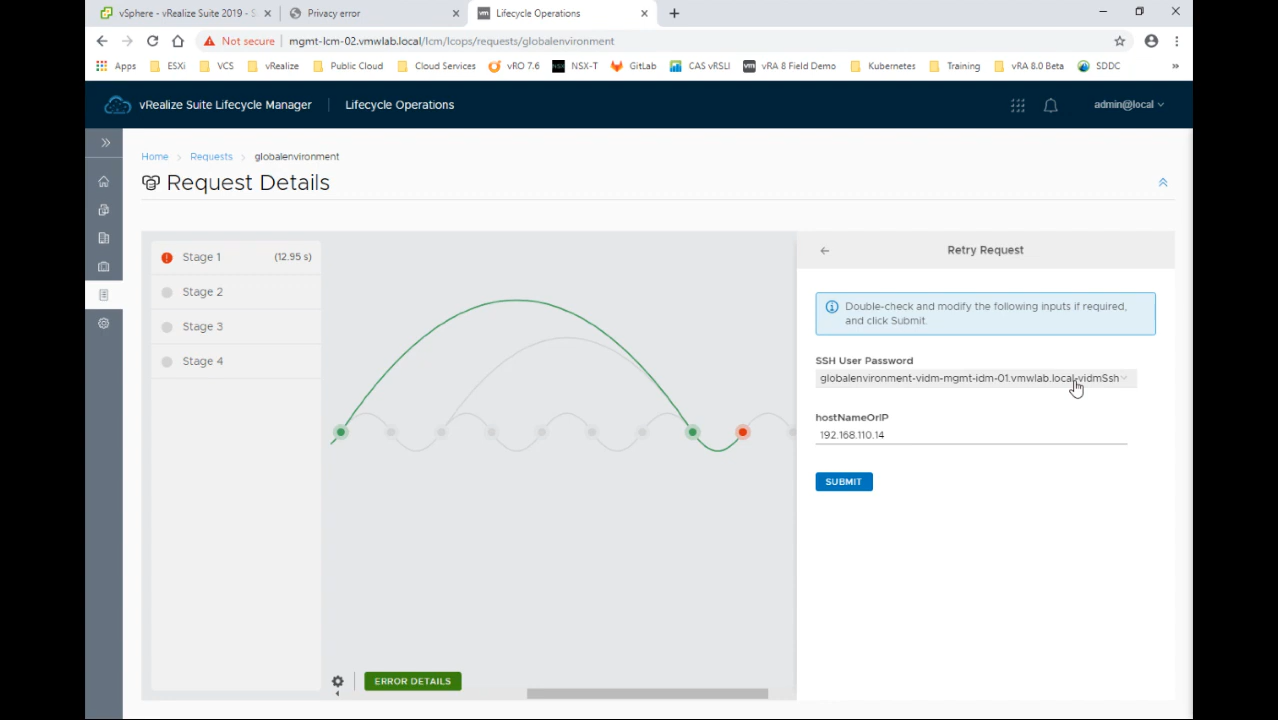 vSphere - vRealize Suite 2019 - S
Privacy error
Lifecycle Operations
Not secure
mgmt-lcm-02.vmwlab.local/lcm/lcops/requests/globalenvironment
Apps
ESXi
VCS
vRealize
Public Cloud
Cloud Services
vRO 7.6
NSX-T
GitLab
CAS vRSLI
vRA 8 Field Demo
Kubernetes
Training
vRA 8.0 Beta
SDDC
vRealize Suite Lifecycle Manager
Lifecycle Operations
admin@local
Home
Requests
globalenvironment
Request Details
Stage 1 (12.95 s)
Stage 2
Stage 3
Stage 4
ERROR DETAILS
Retry Request
Double-check and modify the following inputs if required,
and click Submit.
SSH User Password
globalenvironment-vidm-mgmt-idm-01.vmwlab.local-vidmSsh
hostNameOrIP
192.168.110.14
SUBMIT